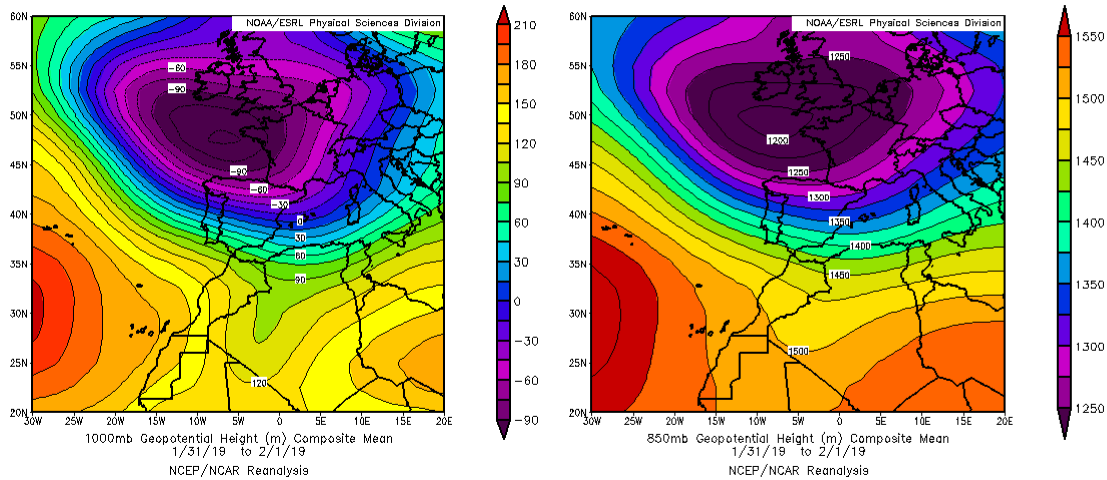 NOAA/ESRL Physical Sciences Division
60N
55N
50N
45N
40N
35N
30N
25N
20N
30W
25W
20W
15W
10W
5W
0
5E
10E
15E
20E
-60
-90
-90
-60
-30
0
30
60
90
120
210
180
150
120
90
60
30
0
-30
-60
-90
1000mb Geopotential Height (m) Composite Mean
1/31/19 to 2/1/19
NCEP/NCAR Reanalysis
NOAA/ESRL Physical Sciences Division
60N
55N
50N
45N
40N
35N
30N
25N
20N
30W
25W
20W
15W
10W
5W
0
5E
10E
15E
20E
1250
1200
1250
1300
1350
1400
1450
1500
1550
1500
1450
1400
1350
1300
1250
850mb Geopotential Height (m) Composite Mean
1/31/19 to 2/1/19
NCEP/NCAR Reanalysis